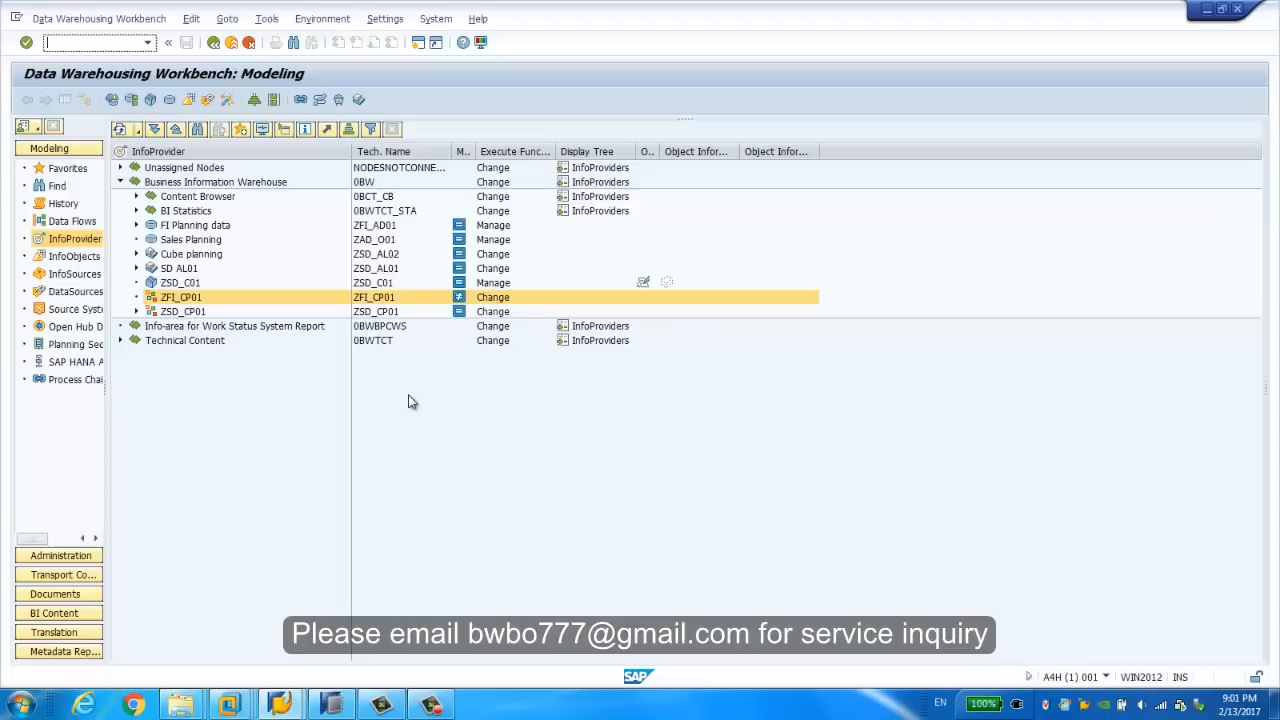 Data Warehousing Workbench Edit Goto Tools Environment Settings System Help
Data Warehousing Workbench: Modeling
Modeling
Favorites
Find
History
Data Flows
InfoProvider
InfoObjects
InfoSources
DataSources
Source Syste
Open Hub D
Planning Seq
SAP HANA A
Process Chai
Administration
Transport Co...
Documents
BI Content
Translation
Metadata Rep...
InfoProvider Tech. Name M.. Execute Func... Display Tree O.. Object Infor... Object Infor...
Unassigned Nodes NODESNOTCONNE... Change InfoProviders
Business Information Warehouse 0BW Change InfoProviders
Content Browser 0BCT_CB Change InfoProviders
BI Statistics 0BWTCT_STA Change InfoProviders
FI Planning data ZFI_AD01 Manage
Sales Planning ZAD_O01 Manage
Cube planning ZSD_AL02 Change
SD AL01 ZSD_AL01 Change
ZSD_C01 ZSD_C01 Manage
ZFI_CP01 ZFI_CP01 Change
ZSD_CP01 ZSD_CP01 Change
Info-area for Work Status System Report 0BWBPCWS Change InfoProviders
Technical Content 0BWTCT Change InfoProviders
Please email bwbo777@gmail.com for service inquiry
SAP
A4H (1) 001 WIN2012 INS
EN 100% 9:01 PM
2/13/2017